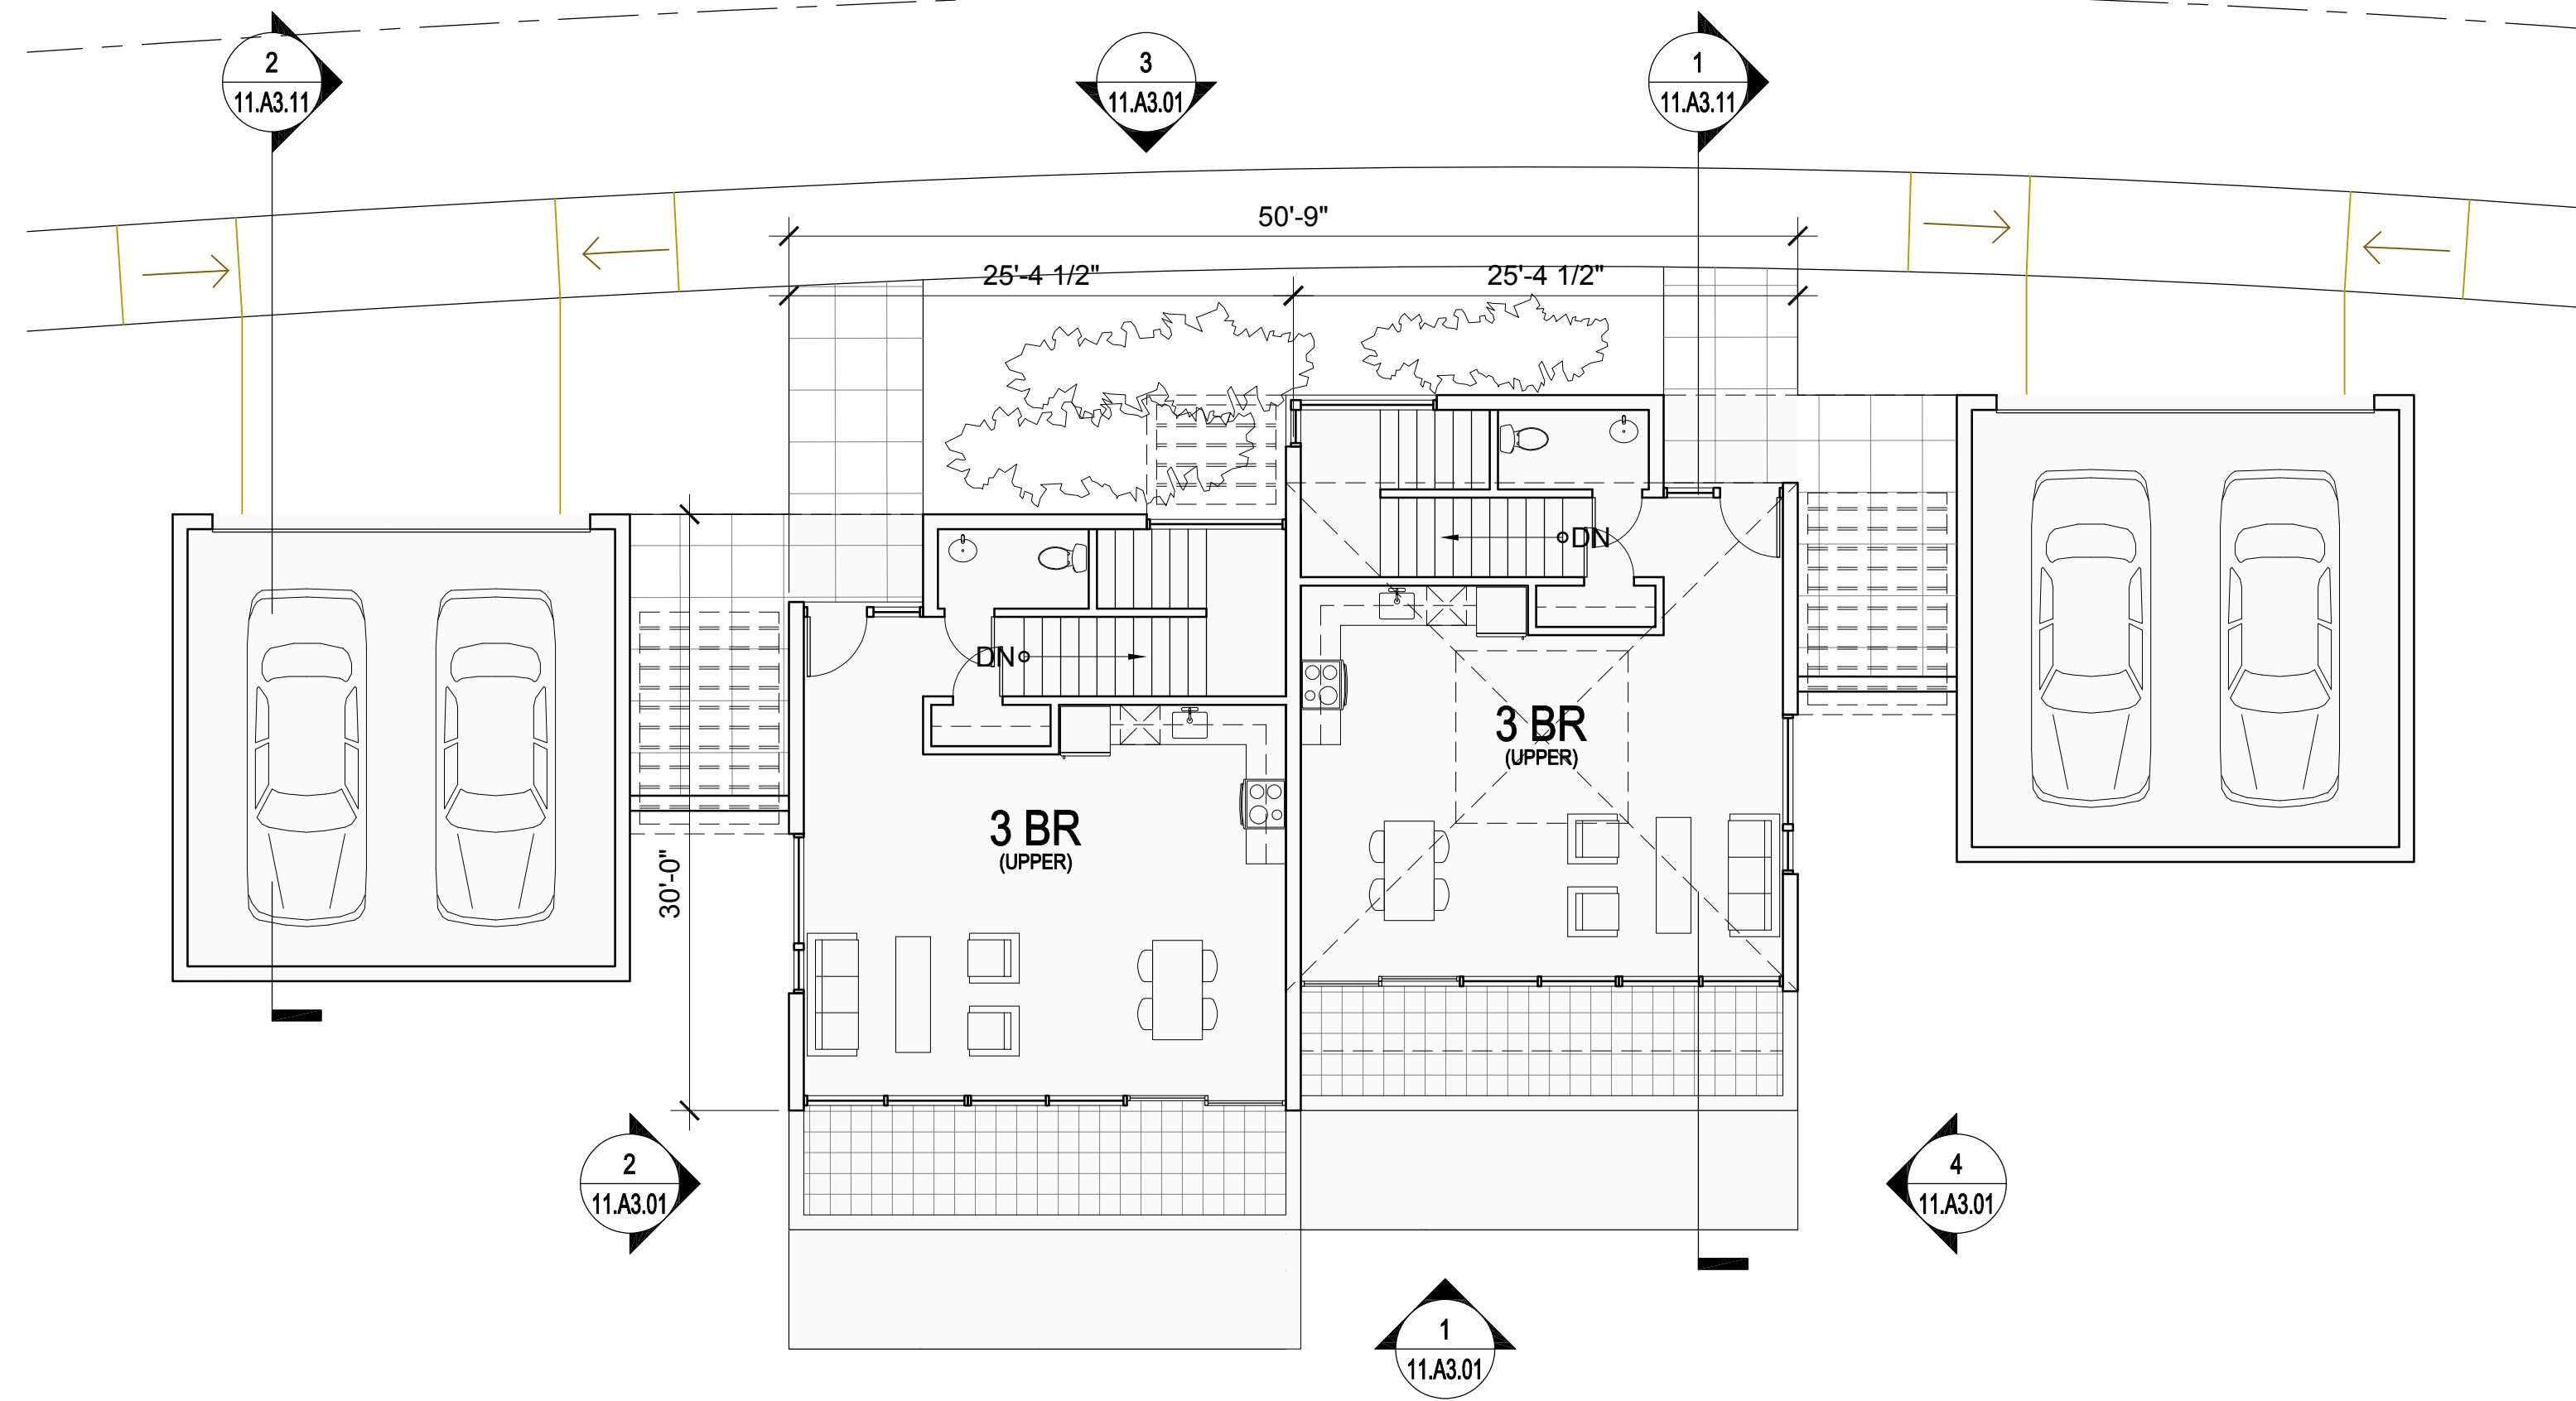 2
11.A3.11
3
11.A3.01
1
11.A3.11
50'-9"
25'-4 1/2"
25'-4 1/2"
DN
DN
3 BR
(UPPER)
3 BR
(UPPER)
30'-0"
2
11.A3.01
4
11.A3.01
1
11.A3.01